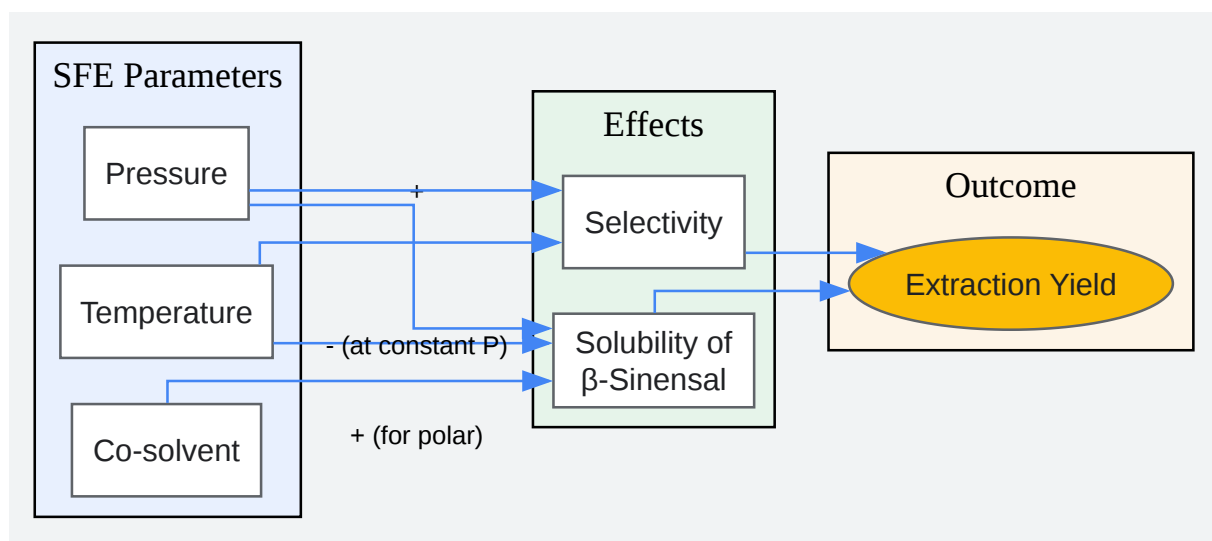 SFE Parameters
Pressure
Temperature
Co-solvent
+
- (at constant P)
+ (for polar)
Effects
Selectivity
Solubility of
β-Sinensal
Outcome
Extraction Yield